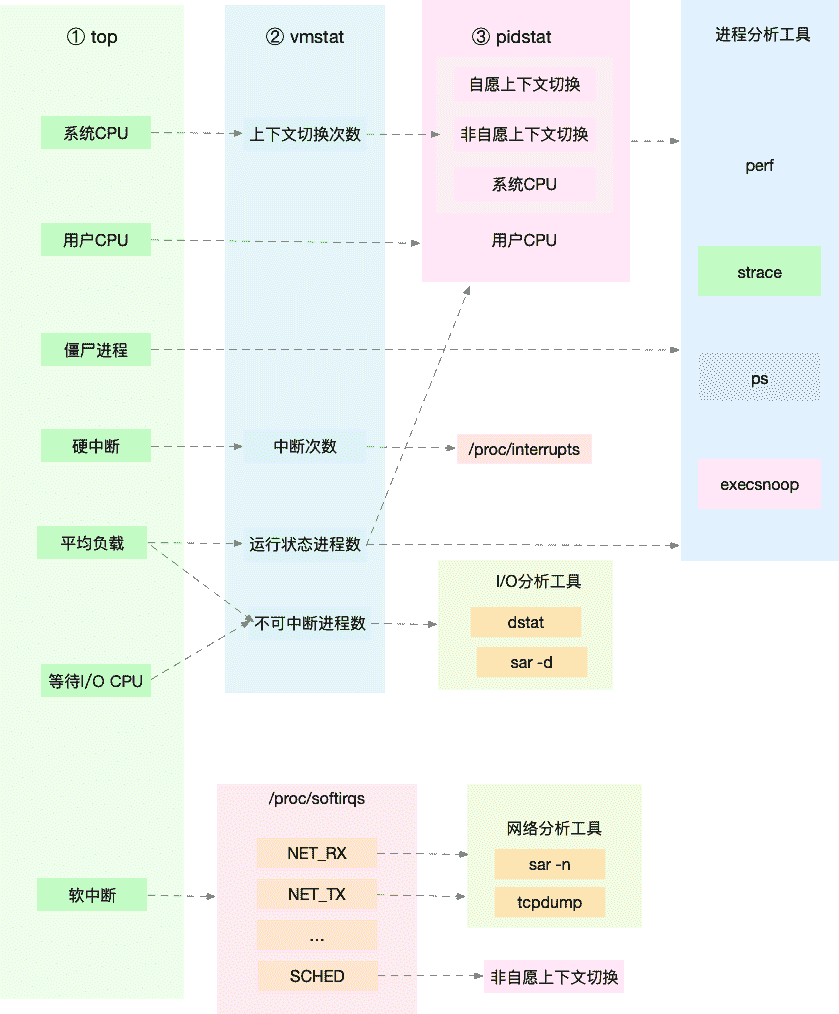 ① top
系统CPU
用户CPU
僵尸进程
硬中断
平均负载
等待I/O CPU
软中断
② vmstat
上下文切换次数
中断次数
运行状态进程数
不可中断进程数
③ pidstat
自愿上下文切换
非自愿上下文切换
系统CPU
用户CPU
/proc/interrupts
I/O分析工具
dstat
sar -d
进程分析工具
perf
strace
ps
execsnoop
/proc/softirqs
NET_RX
NET_TX
...
SCHED
网络分析工具
sar -n
tcpdump
非自愿上下文切换